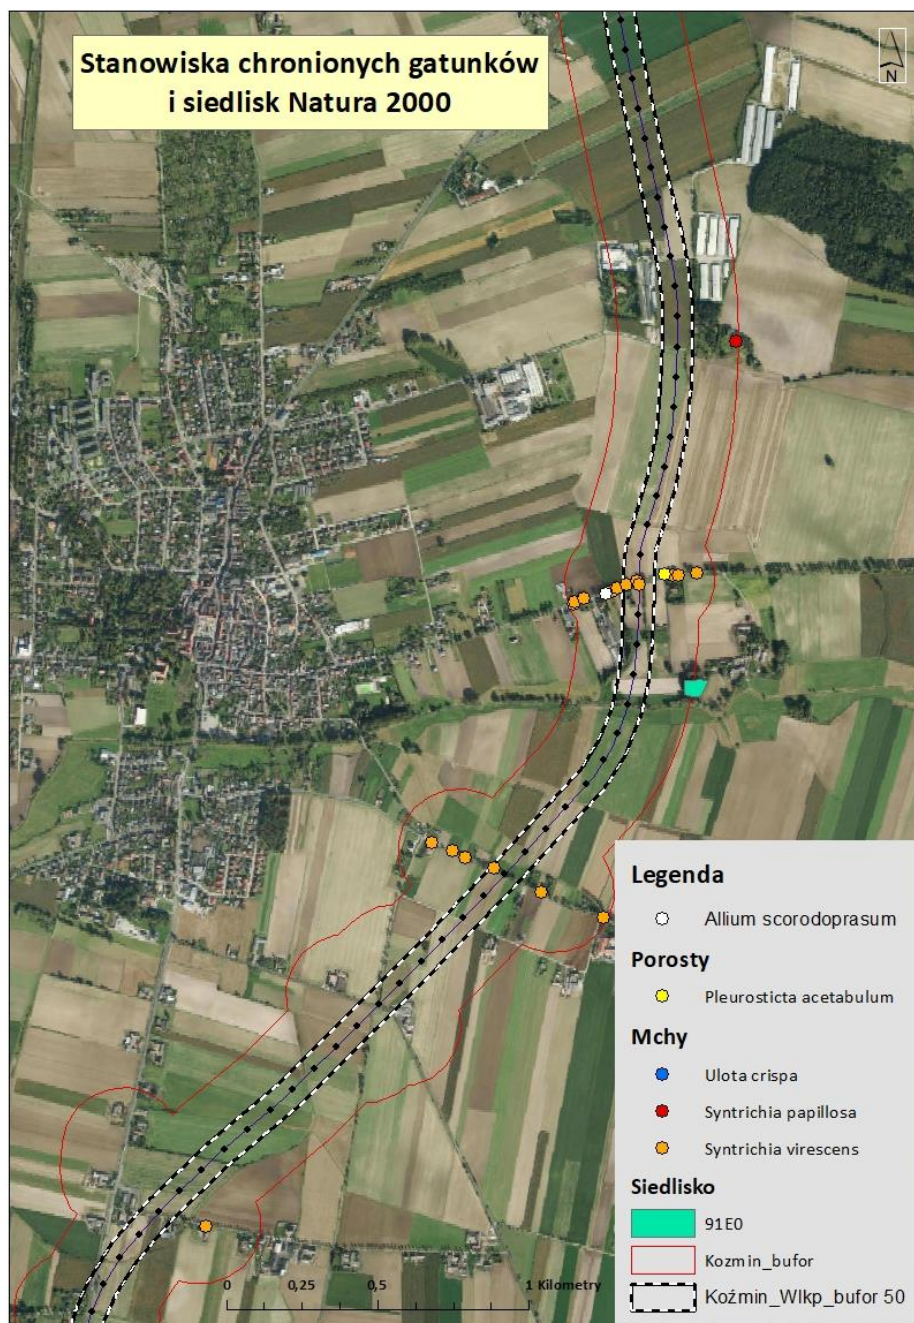 Stanowiska chronionych gatunków
i siedlisk Natura 2000
N
Legenda
Allium scorodoprasum
Porosty
Pleurosticta acetabulum
Mchy
Ulota crispa
Syntrichia papillosa
Syntrichia virescens
Siedlisko
91E0
Kozmin_bufor
Koźmin_Wlkp_bufor 50
0 0,25 0,5 1 Kilometry